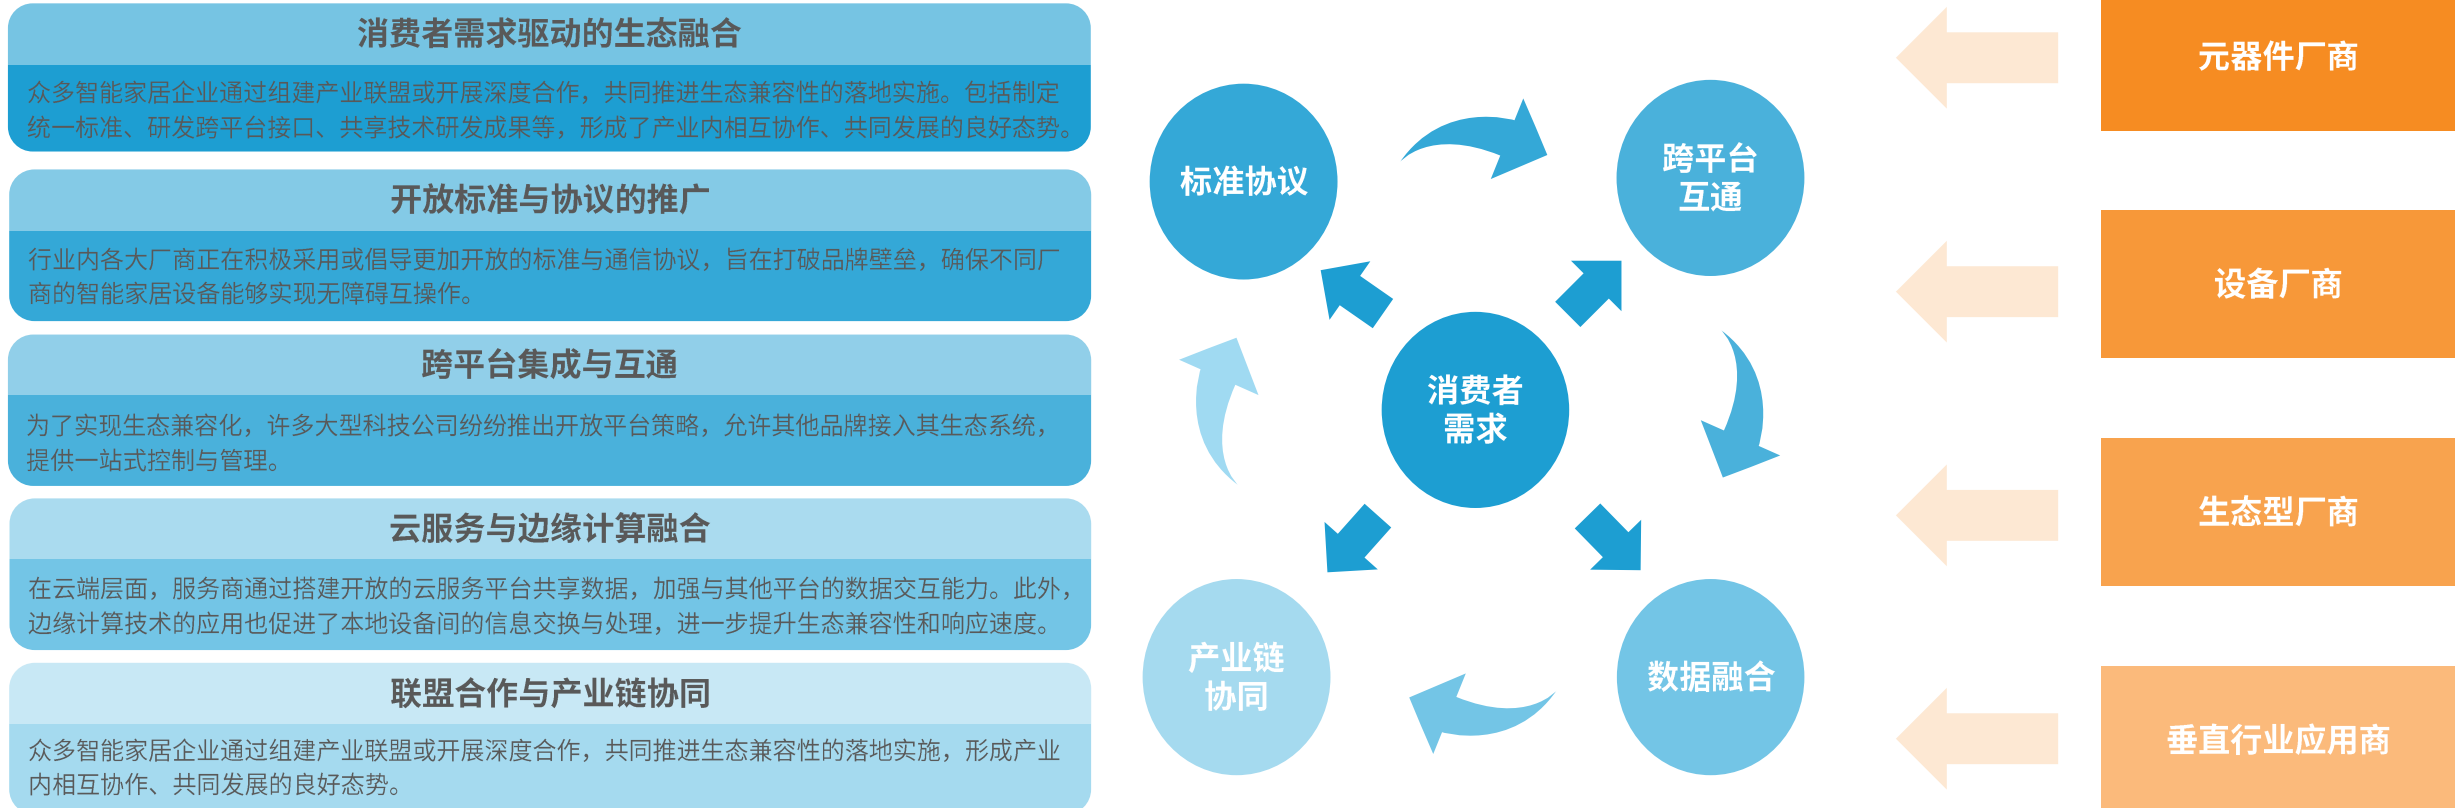 消费者需求驱动的生态融合
众多智能家居企业通过组建产业联盟或开展深度合作，共同推进生态兼容性的落地实施。包括制定
统一标准、研发跨平台接口、共享技术研发成果等，形成了产业内相互协作、共同发展的良好态势。
开放标准与协议的推广
行业内各大厂商正在积极采用或倡导更加开放的标准与通信协议，旨在打破品牌壁垒，确保不同厂
商的智能家居设备能够实现无障碍互操作。
跨平台集成与互通
为了实现生态兼容化，许多大型科技公司纷纷推出开放平台策略，允许其他品牌接入其生态系统，
提供一站式控制与管理。
云服务与边缘计算融合
在云端层面，服务商通过搭建开放的云服务平台共享数据，加强与其他平台的数据交互能力。此外，
边缘计算技术的应用也促进了本地设备间的信息交换与处理，进一步提升生态兼容性和响应速度。
联盟合作与产业链协同
众多智能家居企业通过组建产业联盟或开展深度合作，共同推进生态兼容性的落地实施，形成产业
内相互协作、共同发展的良好态势。
标准协议
跨平台
互通
消费者
需求
产业链
协同
数据融合
元器件厂商
设备厂商
生态型厂商
垂直行业应用商